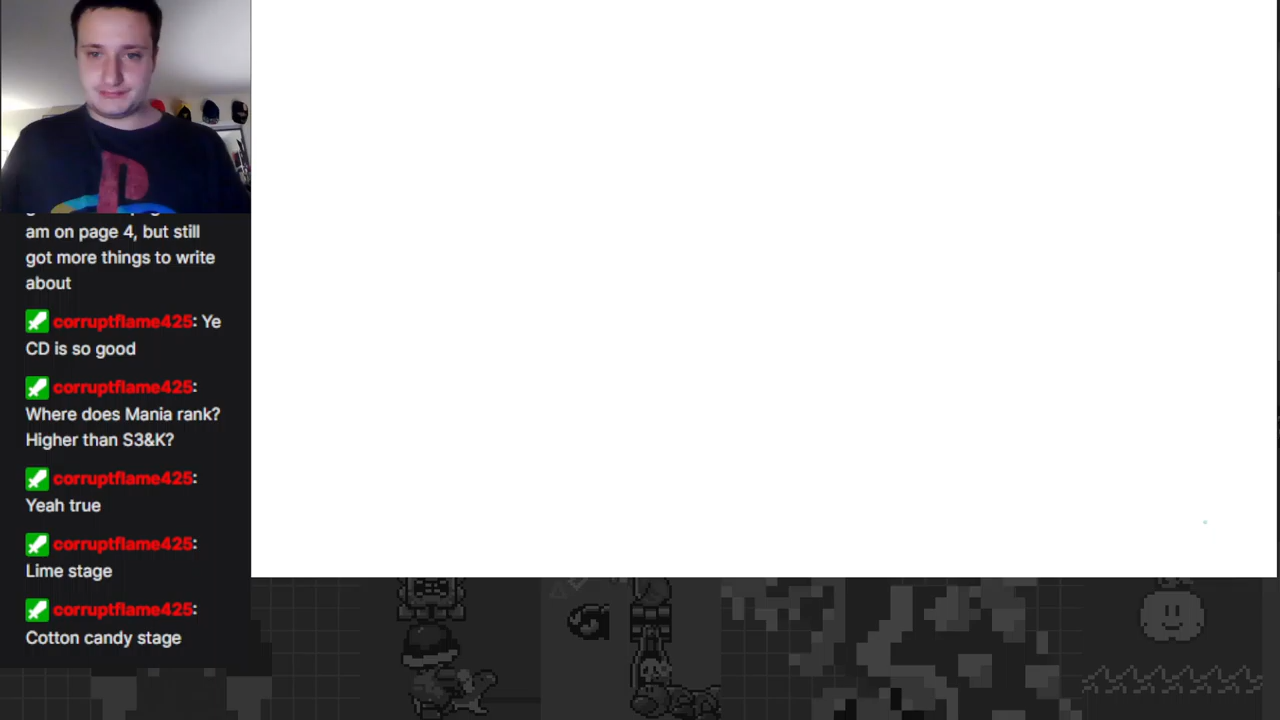 am on page 4, but still
got more things to write
about
corruptflame425: Ye
CD is so good
corruptflame425:
Where does Mania rank?
Higher than S3&K?
corruptflame425:
Yeah true
corruptflame425:
Lime stage
corruptflame425:
Cotton candy stage